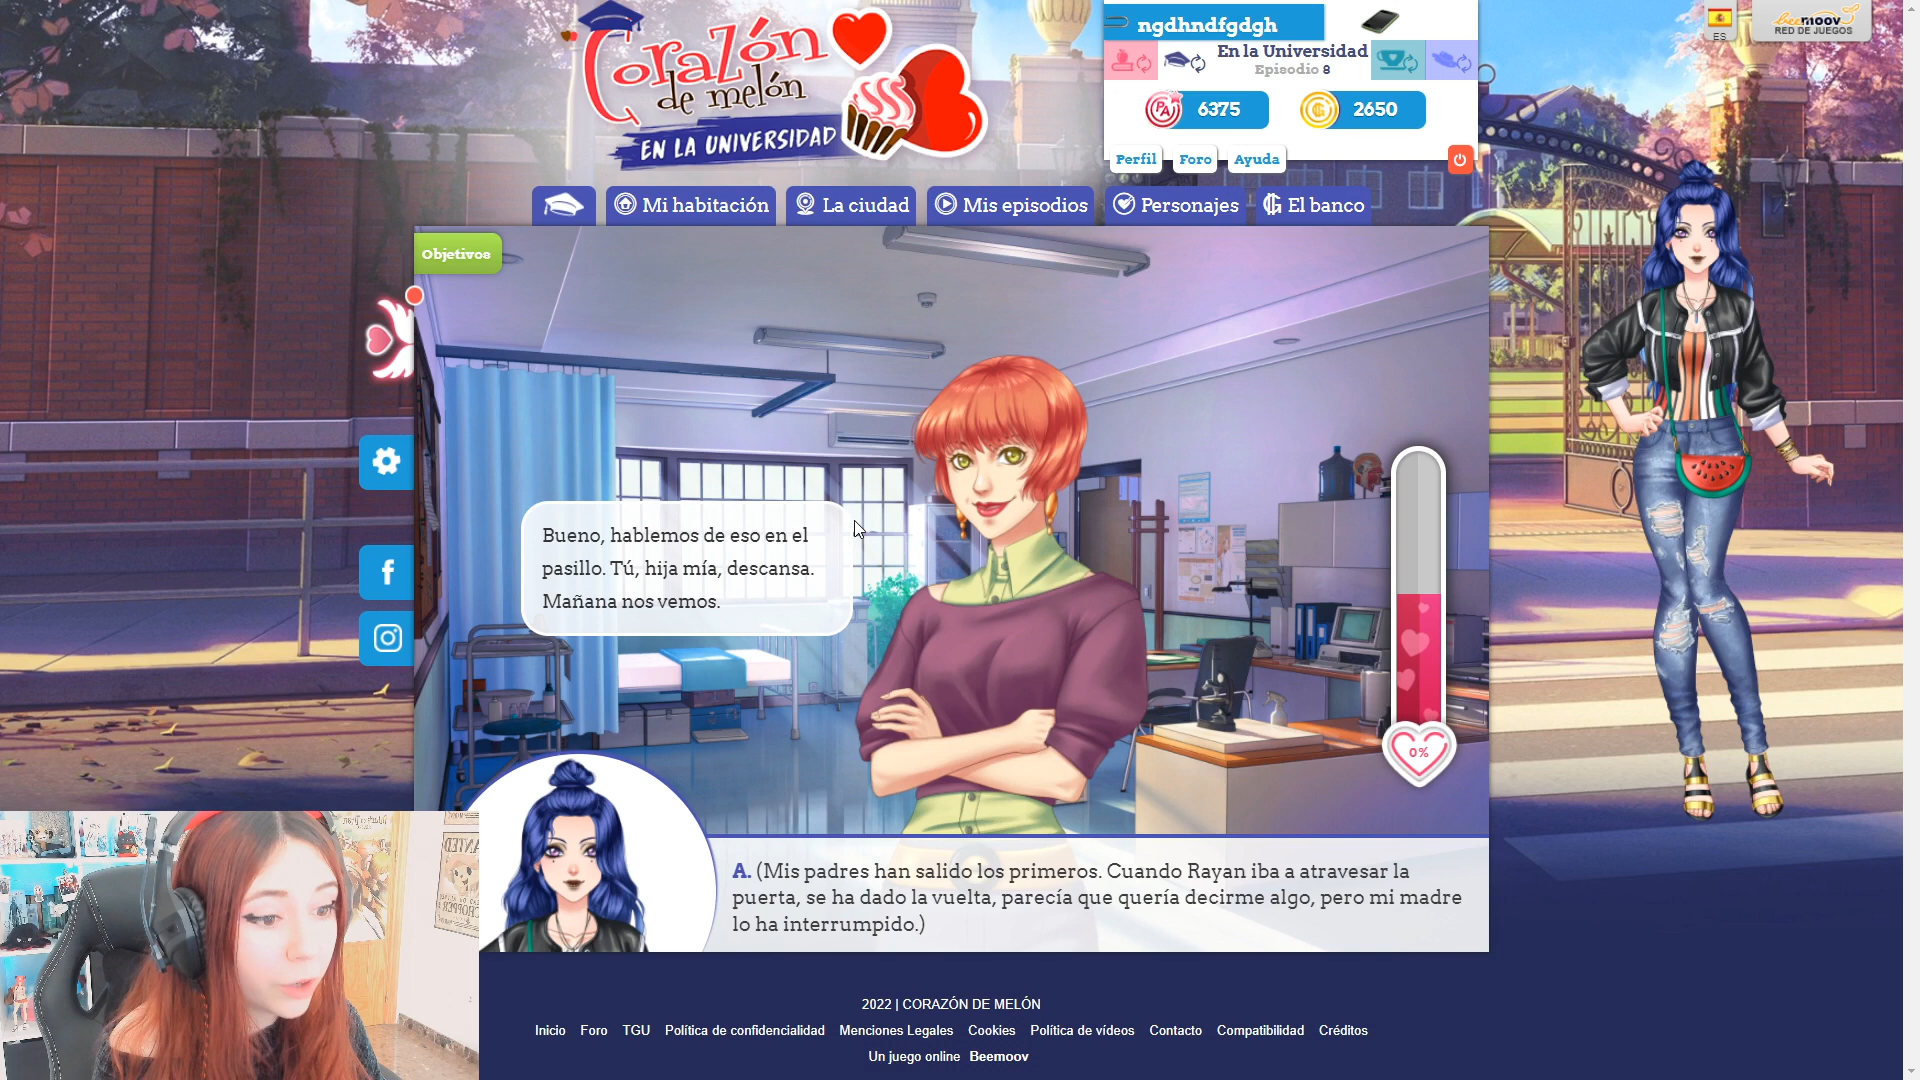 Corazón
de melón
EN LA UNIVERSIDAD
ngdhndfgdgh
En la Universidad
Episodio 8
PA
6375
2650
Perfil
Foro
Ayuda
ES
beemoov
RED DE JUEGOS
Mi habitación
La ciudad
Mis episodios
Personajes
El banco
Objetivos
Bueno, hablemos de eso en el
pasillo. Tú, hija mía, descansa.
Mañana nos vemos.
0%
A. (Mis padres han salido los primeros. Cuando Rayan iba a atravesar la
puerta, se ha dado la vuelta, parecía que quería decirme algo, pero mi madre
lo ha interrumpido.)
WANTED
CHOPPER
2022 | CORAZÓN DE MELÓN
Inicio Foro TGU Política de confidencialidad Menciones Legales Cookies Política de vídeos Contacto Compatibilidad Créditos
Un juego online Beemoov